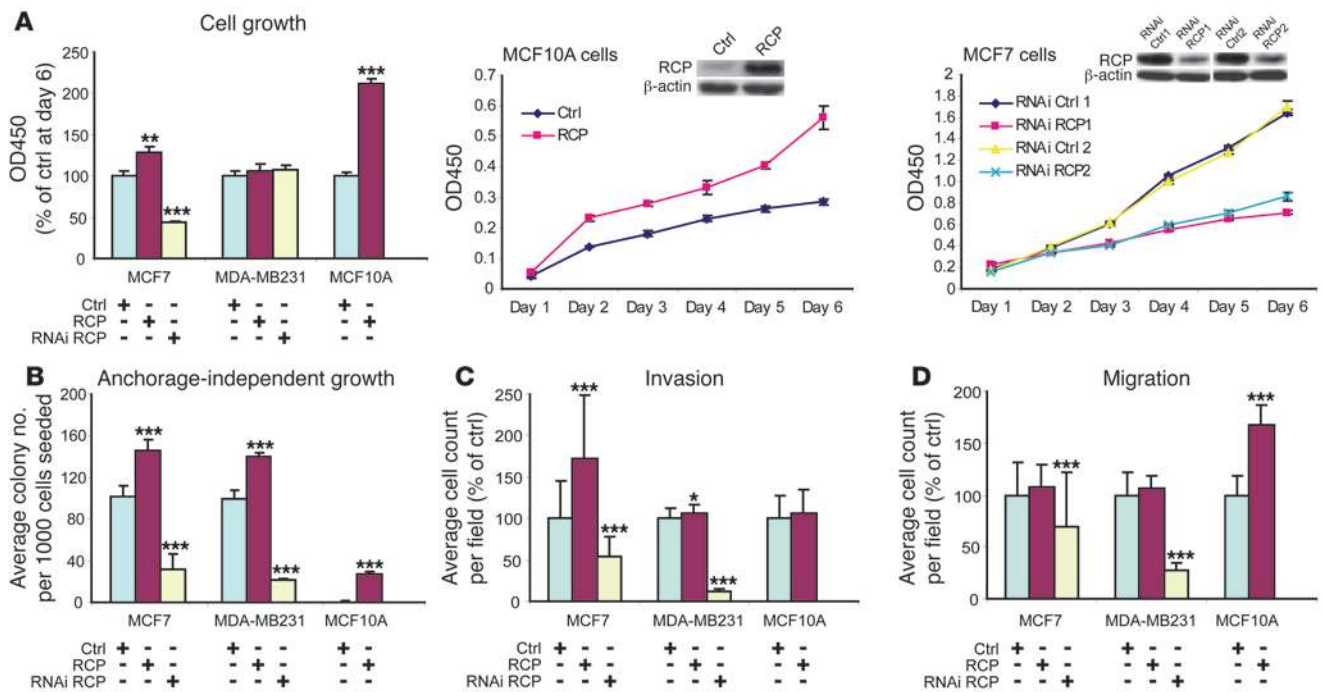 A
Cell growth
OD450
(% of ctrl at day 6)
250
200
150
100
50
0
**
***
***
MCF7
MDA-MB231
MCF10A
Ctrl + - - + - - + -
RCP - + - - + - - +
RNAi RCP - - + - - + - -
MCF10A cells
Ctrl
RCP
RCP
β-actin
OD450
0.7
0.6
0.5
0.4
0.3
0.2
0.1
0
Ctrl
RCP
Day 1
Day 2
Day 3
Day 4
Day 5
Day 6
MCF7 cells
RNAi Ctrl1
RNAi RCP1
RNAi Ctrl2
RNAi RCP2
RCP
β-actin
OD450
2
1.8
1.6
1.4
1.2
1.0
0.8
0.6
0.4
0.2
0
RNAi Ctrl 1
RNAi RCP1
RNAi Ctrl 2
RNAi RCP2
Day 1
Day 2
Day 3
Day 4
Day 5
Day 6
B
Anchorage-independent growth
Average colony no.
per 1000 cells seeded
200
160
120
80
40
0
***
***
***
***
***
MCF7
MDA-MB231
MCF10A
Ctrl + - - + - - + -
RCP - + - - + - - +
RNAi RCP - - + - - + - -
C
Invasion
Average cell count
per field (% of ctrl)
250
200
150
100
50
0
***
***
*
***
MCF7
MDA-MB231
MCF10A
Ctrl + - - + - - + -
RCP - + - - + - - +
RNAi RCP - - + - - + - -
D
Migration
Average cell count
per field (% of ctrl)
200
150
100
50
0
***
***
***
MCF7
MDA-MB231
MCF10A
Ctrl + - - + - - + -
RCP - + - - + - - +
RNAi RCP - - + - - + - -